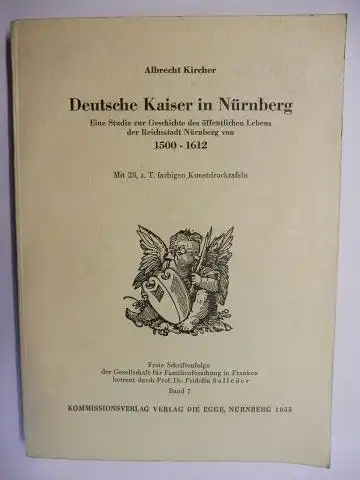 Albrecht Kircher
Deutsche Kaiser in Nürnberg
Eine Studie zur Geschichte des öffentlichen Lebens
der Reichsstadt Nürnberg von
1500 - 1612
Mit 28, z. T. farbigen Kunstdrucktafeln
Freie Schriftenfolge
der Gesellschaft für Familienforschung in Franken
betreut durch Prof. Dr. Fridolin Solleder
Band 7
KOMMISSIONSVERLAG VERLAG DIE EGGE, NÜRNBERG 1955